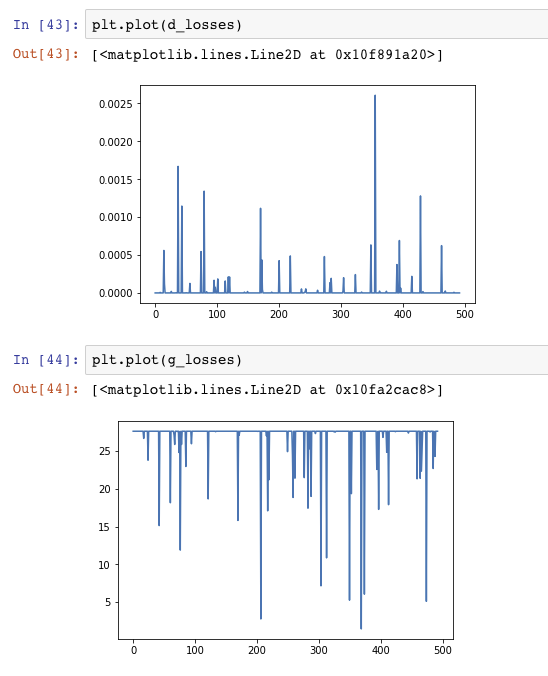 In [43]: plt.plot(d_losses)
Out[43]: [<matplotlib.lines.Line2D at 0x10f891a20>]
0.0025
0.0020
0.0015
0.0010
0.0005
0.0000
0 100 200 300 400 500
In [44]: plt.plot(g_losses)
Out[44]: [<matplotlib.lines.Line2D at 0x10fa2cac8>]
25
20
15
10
5
0 100 200 300 400 500